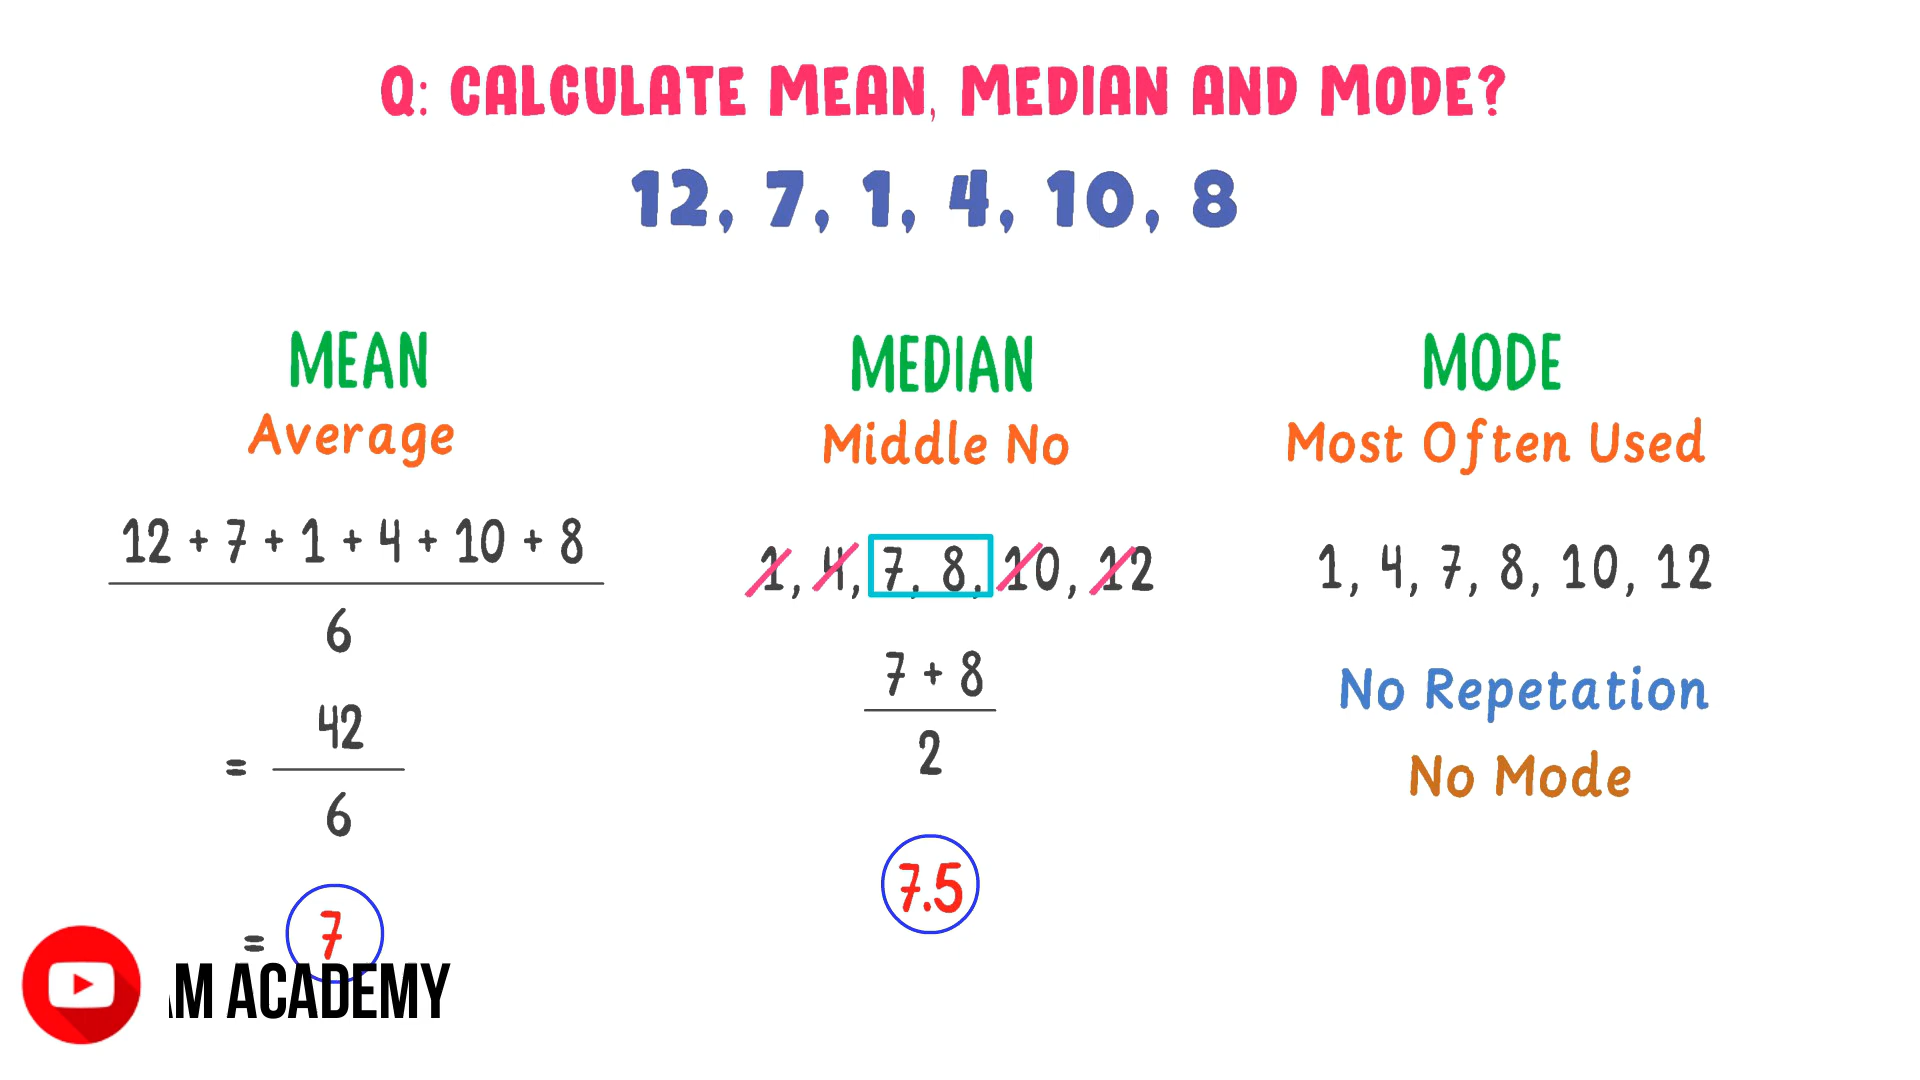 Q: CALCULATE MEAN, MEDIAN AND MODE?
12, 7, 1, 4, 10, 8
MEAN
Average
12 + 7 + 1 + 4 + 10 + 8
6
= 42
6
= 7
MEDIAN
Middle No
1, 4, 7, 8, 10, 12
7 + 8
2
7.5
MODE
Most Often Used
1, 4, 7, 8, 10, 12
No Repetation
No Mode
AM ACADEMY